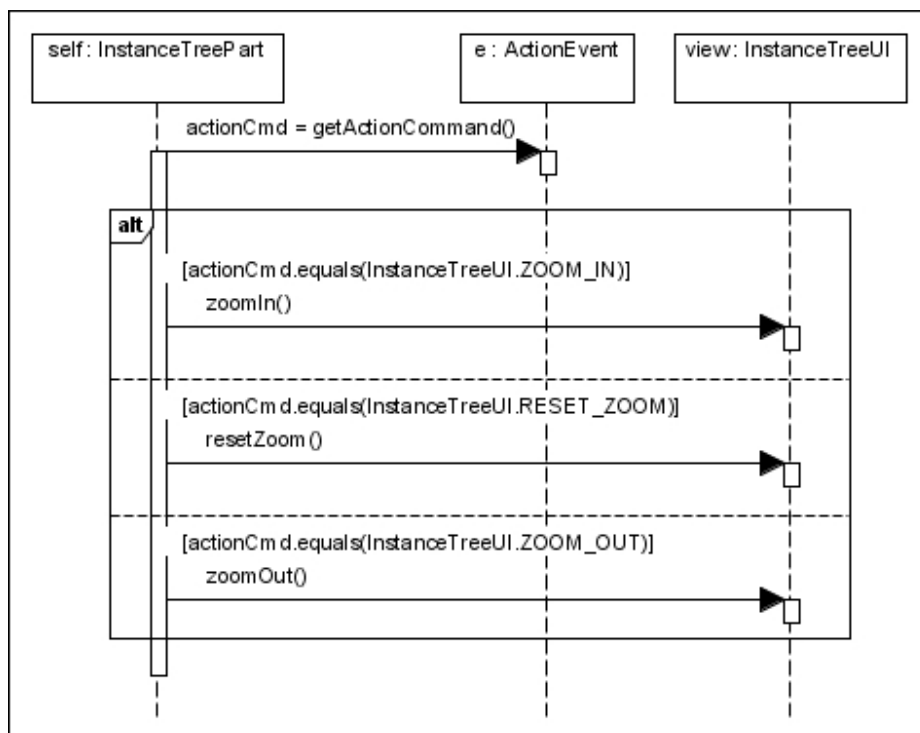 self: InstanceTreePart
e : ActionEvent
view: InstanceTreeUI
actionCmd = getActionCommand()
alt
[actionCmd.equals(InstanceTreeUI.ZOOM_IN)]
zoomIn()
[actionCmd.equals(InstanceTreeUI.RESET_ZOOM)]
resetZoom()
[actionCmd.equals(InstanceTreeUI.ZOOM_OUT)]
zoomOut()